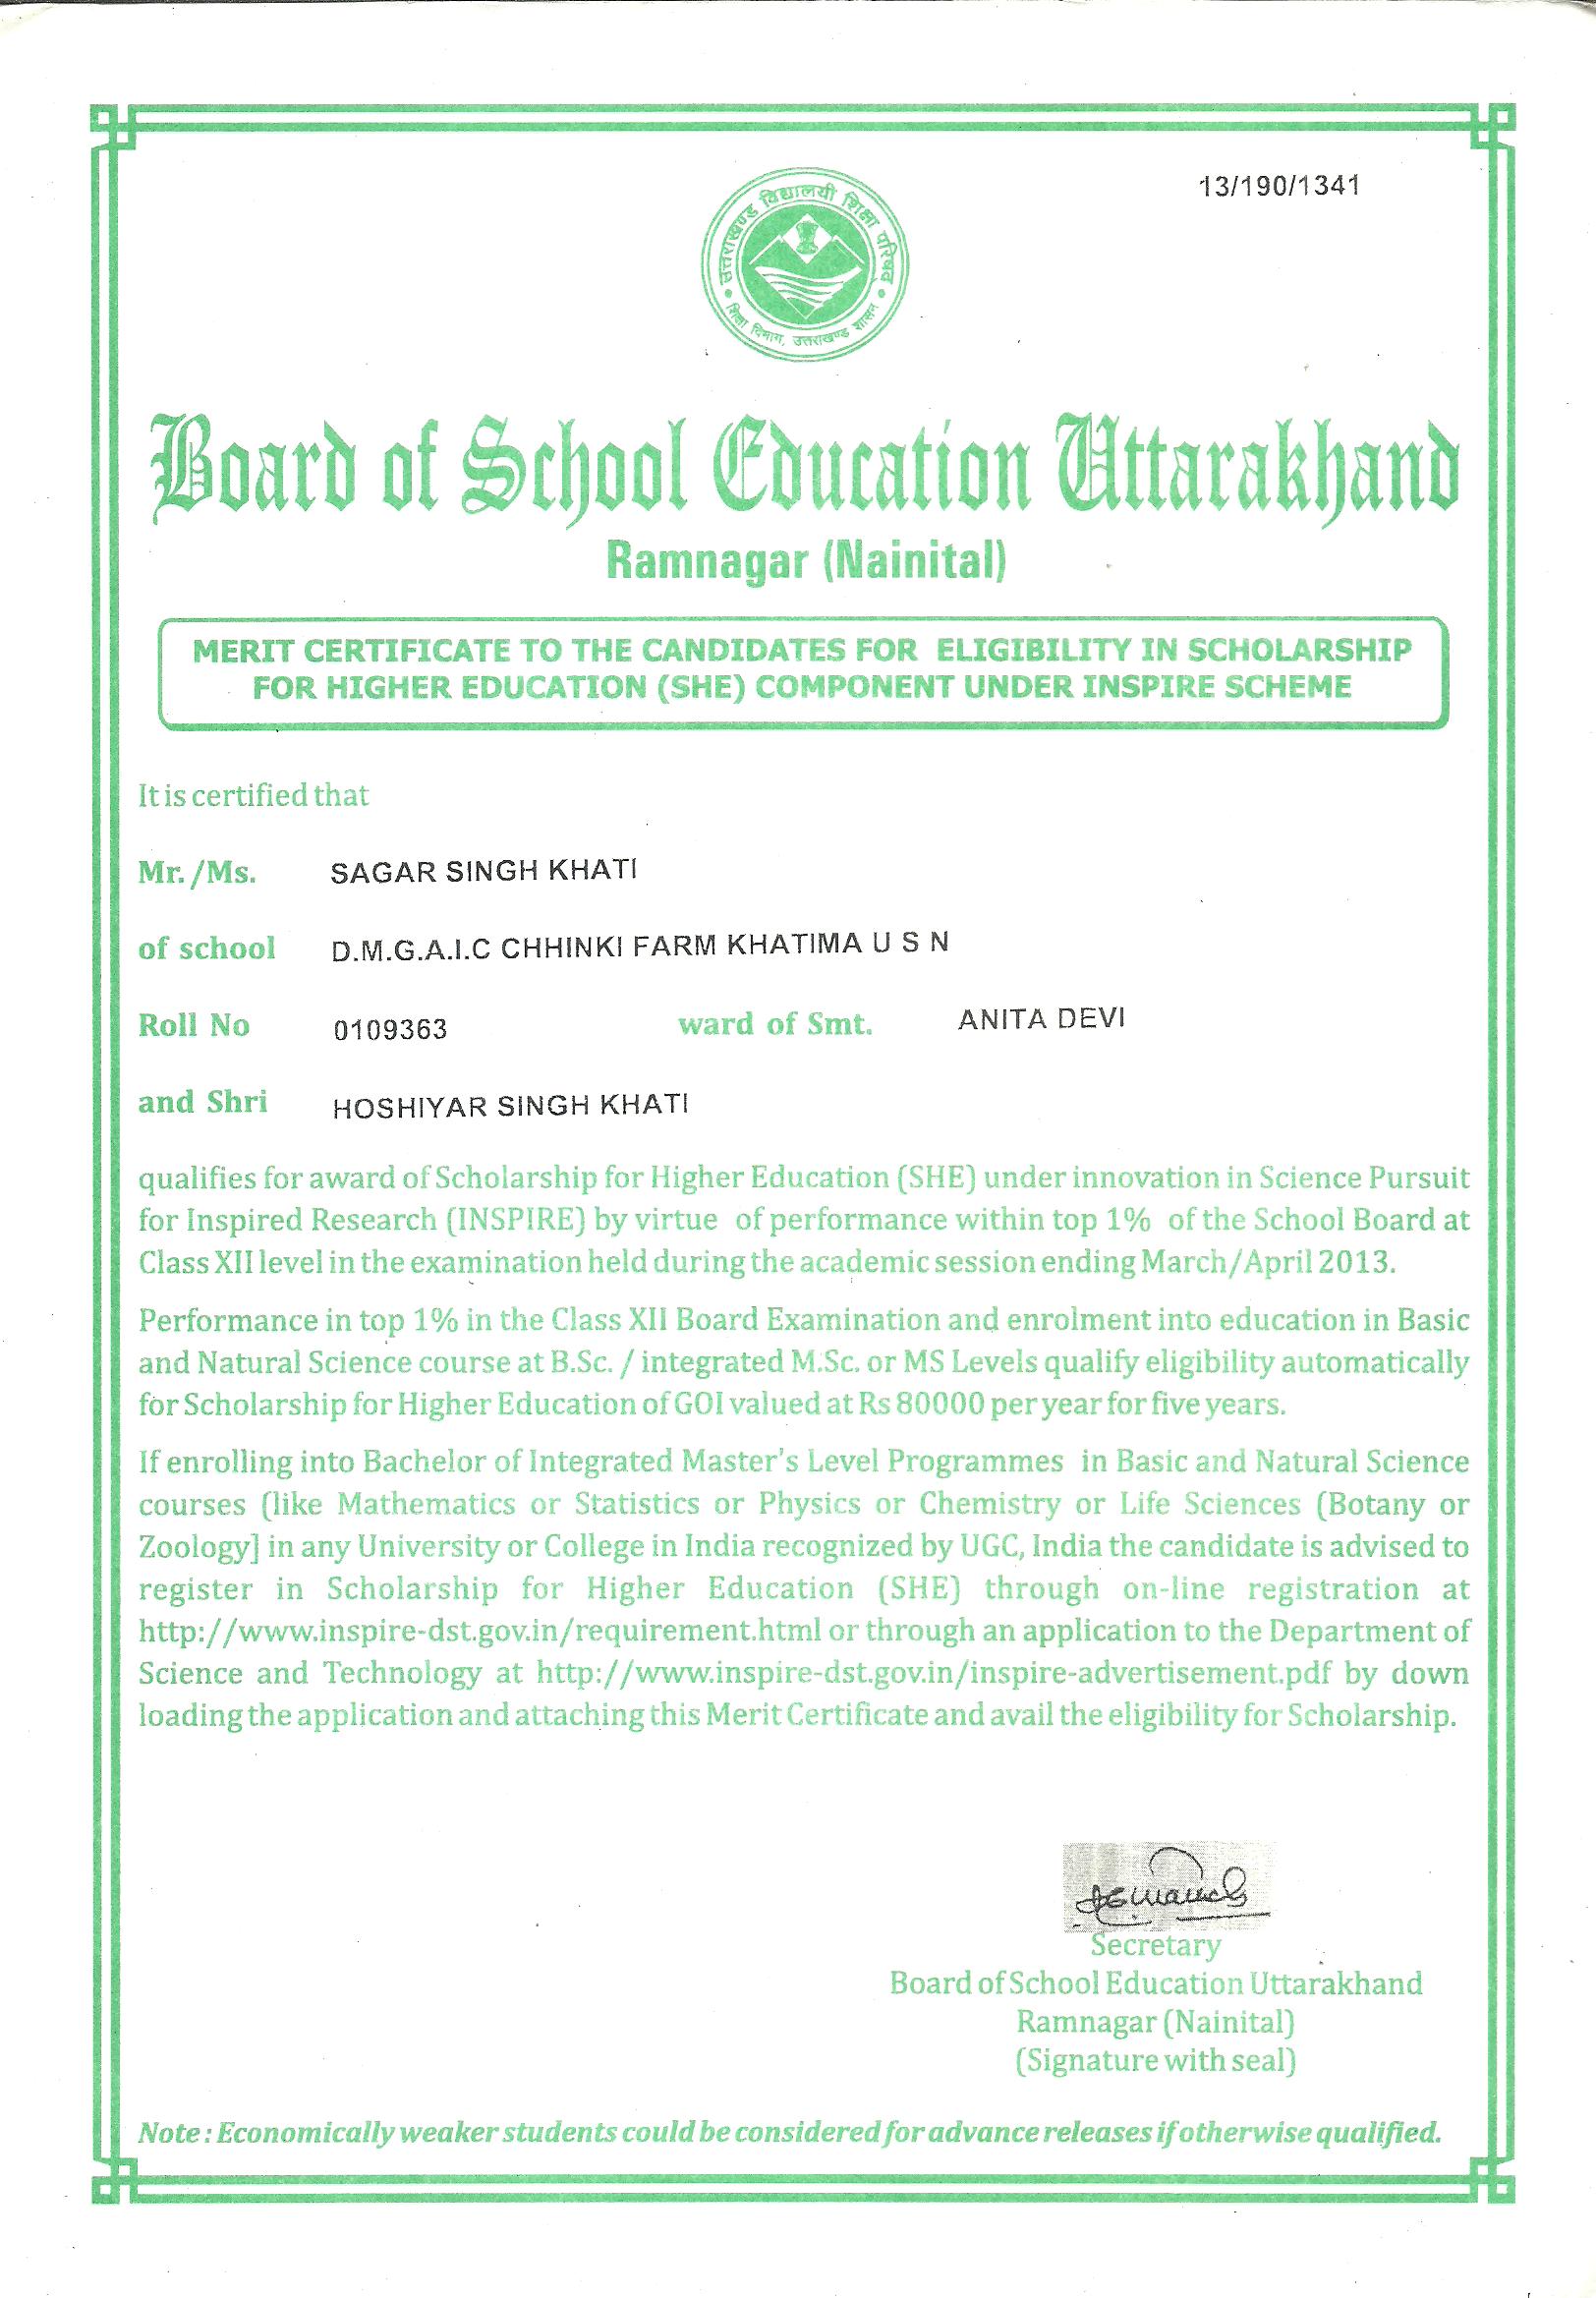 13/190/1341
उत्तराखण्ड विद्यालयी शिक्षा परिषद्
शिक्षा विभाग, उत्तराखण्ड शासन
Board of School Education Uttarakhand
Ramnagar (Nainital)
MERIT CERTIFICATE TO THE CANDIDATES FOR ELIGIBILITY IN SCHOLARSHIP
FOR HIGHER EDUCATION (SHE) COMPONENT UNDER INSPIRE SCHEME
It is certified that
Mr. /Ms. SAGAR SINGH KHATI
of school D.M.G.A.I.C CHHINKI FARM KHATIMA U S N
Roll No 0109363 ward of Smt. ANITA DEVI
and Shri HOSHIYAR SINGH KHATI
qualifies for award of Scholarship for Higher Education (SHE) under innovation in Science Pursuit
for Inspired Research (INSPIRE) by virtue of performance within top 1% of the School Board at
Class XII level in the examination held during the academic session ending March/April 2013.
Performance in top 1% in the Class XII Board Examination and enrolment into education in Basic
and Natural Science course at B.Sc. / integrated M.Sc. or MS Levels qualify eligibility automatically
for Scholarship for Higher Education of GOI valued at Rs 80000 per year for five years.
If enrolling into Bachelor of Integrated Master's Level Programmes in Basic and Natural Science
courses (like Mathematics or Statistics or Physics or Chemistry or Life Sciences (Botany or
Zoology] in any University or College in India recognized by UGC, India the candidate is advised to
register in Scholarship for Higher Education (SHE) through on-line registration at
http://www.inspire-dst.gov.in/requirement.html or through an application to the Department of
Science and Technology at http://www.inspire-dst.gov.in/inspire-advertisement.pdf by down
loading the application and attaching this Merit Certificate and avail the eligibility for Scholarship.
Secretary
Board of School Education Uttarakhand
Ramnagar (Nainital)
(Signature with seal)
Note : Economically weaker students could be considered for advance releases if otherwise qualified.